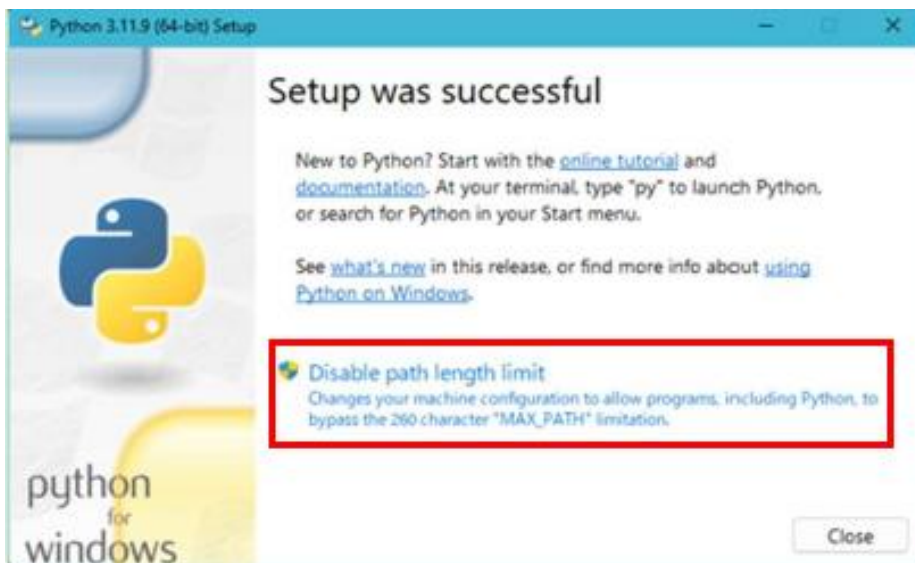 Python 3.11.9 (64-bit) Setup
Setup was successful
New to Python? Start with the online tutorial and
documentation. At your terminal, type "py" to launch Python,
or search for Python in your Start menu.
See what's new in this release, or find more info about using
Python on Windows.
Disable path length limit
Changes your machine configuration to allow programs, including Python, to
bypass the 260 character "MAX_PATH" limitation.
python
for
windows
Close